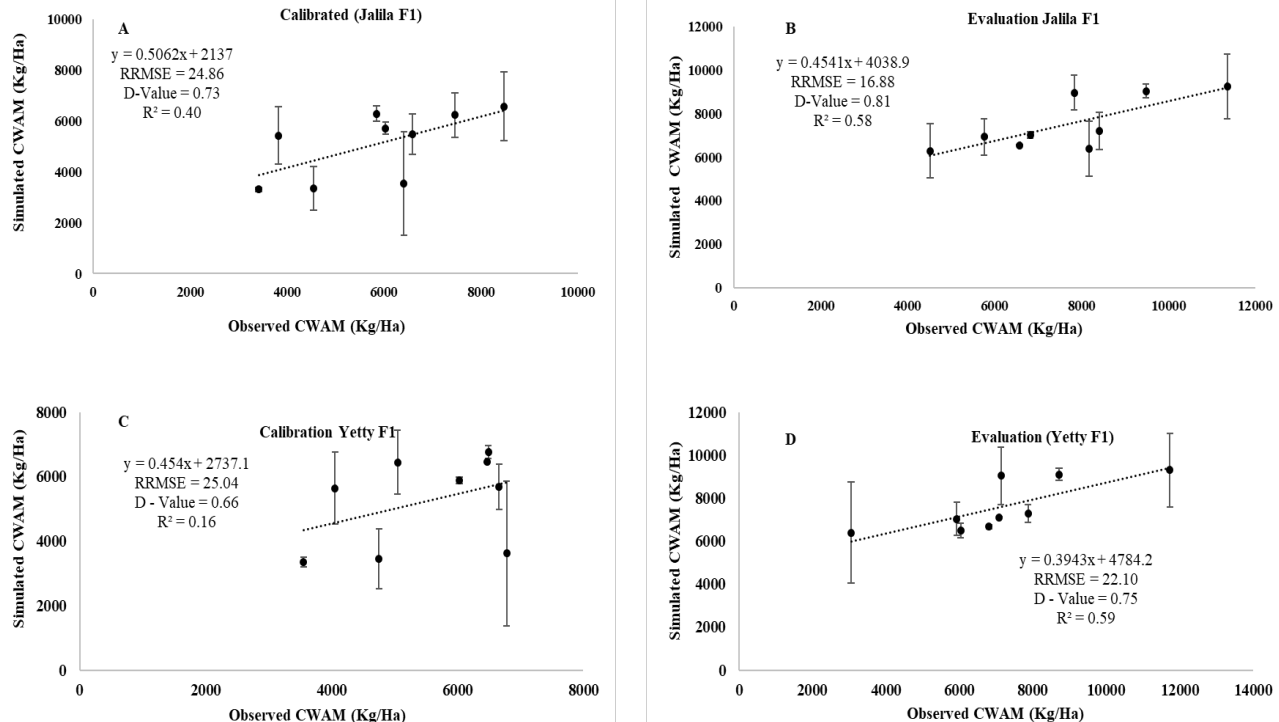 Calibrated (Jalila F1)
A
y = 0.5062x + 2137
RRMSE = 24.86
D-Value = 0.73
R² = 0.40
Simulated CWAM (Kg/Ha)
10000
8000
6000
4000
2000
0
0 2000 4000 6000 8000 10000
Observed CWAM (Kg/Ha)
Evaluation Jalila F1
B
y = 0.4541x + 4038.9
RRMSE = 16.88
D-Value = 0.81
R² = 0.58
Simulated CWAM (Kg/Ha)
12000
10000
8000
6000
4000
2000
0
0 2000 4000 6000 8000 10000 12000
Observed CWAM (Kg/Ha)
C
Calibration Yetty F1
y = 0.454x + 2737.1
RRMSE = 25.04
D - Value = 0.66
R² = 0.16
Simulated CWAM (Kg/Ha)
8000
6000
4000
2000
0
0 2000 4000 6000 8000
Observed CWAM (Kg/Ha)
D
Evaluation (Yetty F1)
y = 0.3943x + 4784.2
RRMSE = 22.10
D - Value = 0.75
R² = 0.59
Simulated CWAM (Kg/Ha)
12000
10000
8000
6000
4000
2000
0
0 2000 4000 6000 8000 10000 12000 14000
Observed CWAM (Kg/Ha)